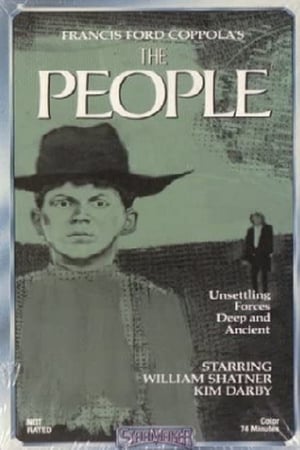 FRANCIS FORD COPPOLA'S
THE
PEOPLE
Unsettling
Forces
Deep and
Ancient
STARRING
WILLIAM SHATNER
KIM DARBY
NOT
RATED
Color
74 Minutes
STARMAKER